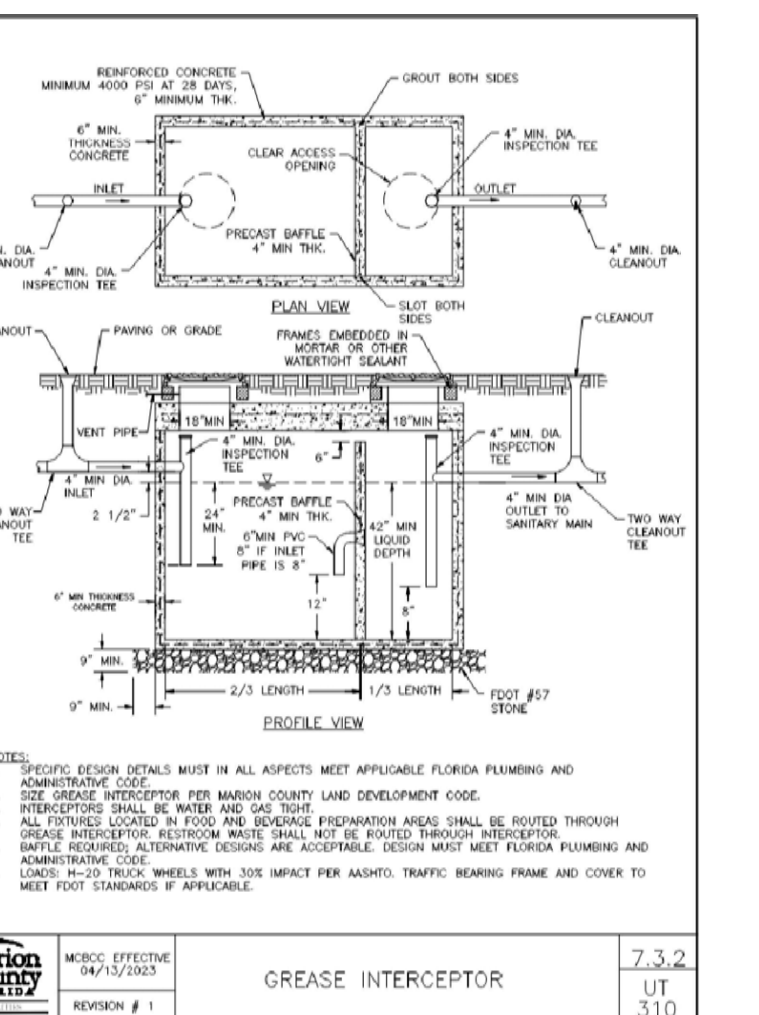 REINFORCED CONCRETE
MINIMUM 4000 PSI AT 28 DAYS,
6" MINIMUM THK.
GROUT BOTH SIDES
6" MIN.
THICKNESS
CONCRETE
CLEAR ACCESS
OPENING
4" MIN. DIA.
INSPECTION TEE
INLET
OUTLET
PRECAST BAFFLE
4" MIN THK.
DIA.
4" MIN. DIA.
INSPECTION TEE
4" MIN. DIA.
CLEANOUT
PLAN VIEW
SLOT BOTH
SIDES
PAVING OR GRADE
FRAMES EMBEDDED IN
MORTAR OR OTHER
WATERTIGHT SEALANT
CLEANOUT
18"MIN
18"MIN
VENT PIPE
4" MIN. DIA.
INSPECTION
TEE
6"
4" MIN. DIA.
INSPECTION
TEE
4" MIN DIA.
INLET
2 1/2"
24"
MIN.
PRECAST BAFFLE
4" MIN THK.
6"MIN PVC
8" IF INLET
PIPE IS 8"
42" MIN
LIQUID
DEPTH
4" MIN DIA
OUTLET TO
SANITARY MAIN
WAY
TEE
TWO WAY
CLEANOUT
TEE
6" MIN THICKNESS
CONCRETE
12"
8"
9" MIN.
2/3 LENGTH
1/3 LENGTH
9" MIN.
FDOT #57
STONE
PROFILE VIEW
SPECIFIC DESIGN DETAILS MUST IN ALL ASPECTS MEET APPLICABLE FLORIDA PLUMBING AND
ADMINISTRATIVE CODE.
SIZE GREASE INTERCEPTOR PER MARION COUNTY LAND DEVELOPMENT CODE.
INTERCEPTORS SHALL BE WATER AND GAS TIGHT.
ALL FIXTURES LOCATED IN FOOD AND BEVERAGE PREPARATION AREAS SHALL BE ROUTED THROUGH
GREASE INTERCEPTOR. RESTROOM WASTE SHALL NOT BE ROUTED THROUGH INTERCEPTOR.
BAFFLE REQUIRED; ALTERNATIVE DESIGNS ARE ACCEPTABLE. DESIGN MUST MEET FLORIDA PLUMBING AND
ADMINISTRATIVE CODE.
LOADS: H-20 TRUCK WHEELS WITH 30% IMPACT PER AASHTO. TRAFFIC BEARING FRAME AND COVER TO
MEET FDOT STANDARDS IF APPLICABLE.
MCBCC EFFECTIVE
04/13/2023
REVISION # 1
GREASE INTERCEPTOR
7.3.2
UT
310